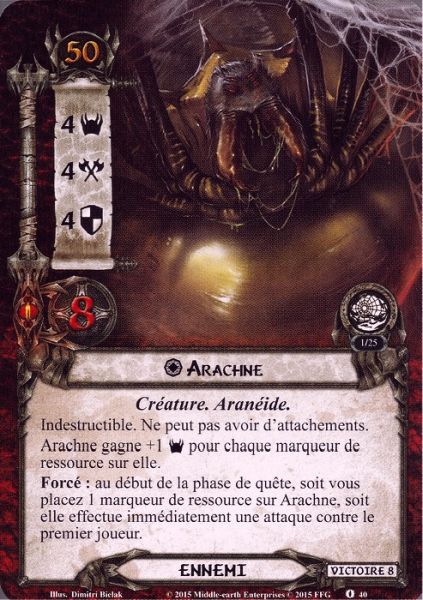 50
4
4
4
8
1/25
Arachne
Créature. Aranéide.
Indestructible. Ne peut pas avoir d'attachements.
Arachne gagne +1 pour chaque marqueur de
ressource sur elle.
Forcé : au début de la phase de quête, soit vous
placez 1 marqueur de ressource sur Arachne, soit
elle effectue immédiatement une attaque contre le
premier joueur.
ENNEMI
VICTOIRE 8
Illus. Dimitri Bielak © 2015 Middle-earth Enterprises © 2015 FFG 40